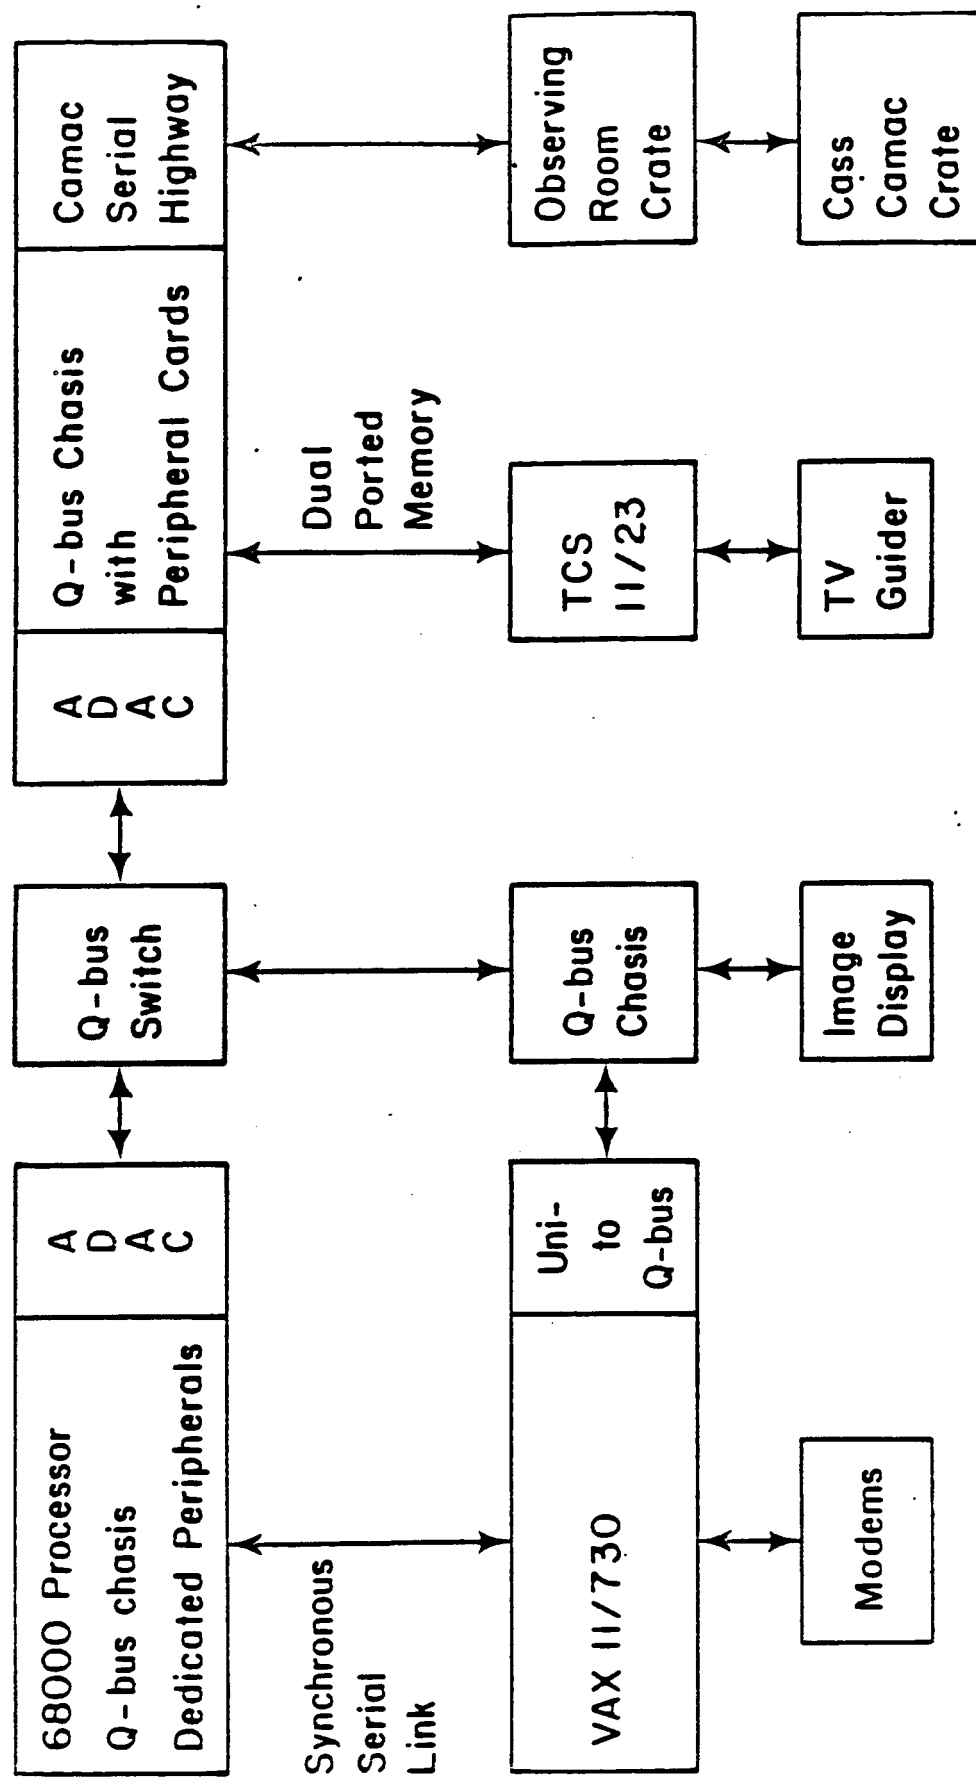 68000 Processor
Q-bus chasis
Dedicated Peripherals
A
D
A
C
Q-bus
Switch
A
D
A
C
Q-bus Chasis
with
Peripheral Cards
Camac
Serial
Highway
Synchronous
Serial
Link
Dual
Ported
Memory
VAX 11/730
Uni-
to
Q-bus
Q-bus
Chasis
TCS
11/23
Observing
Room
Crate
Modems
Image
Display
TV
Guider
Cass
Camac
Crate